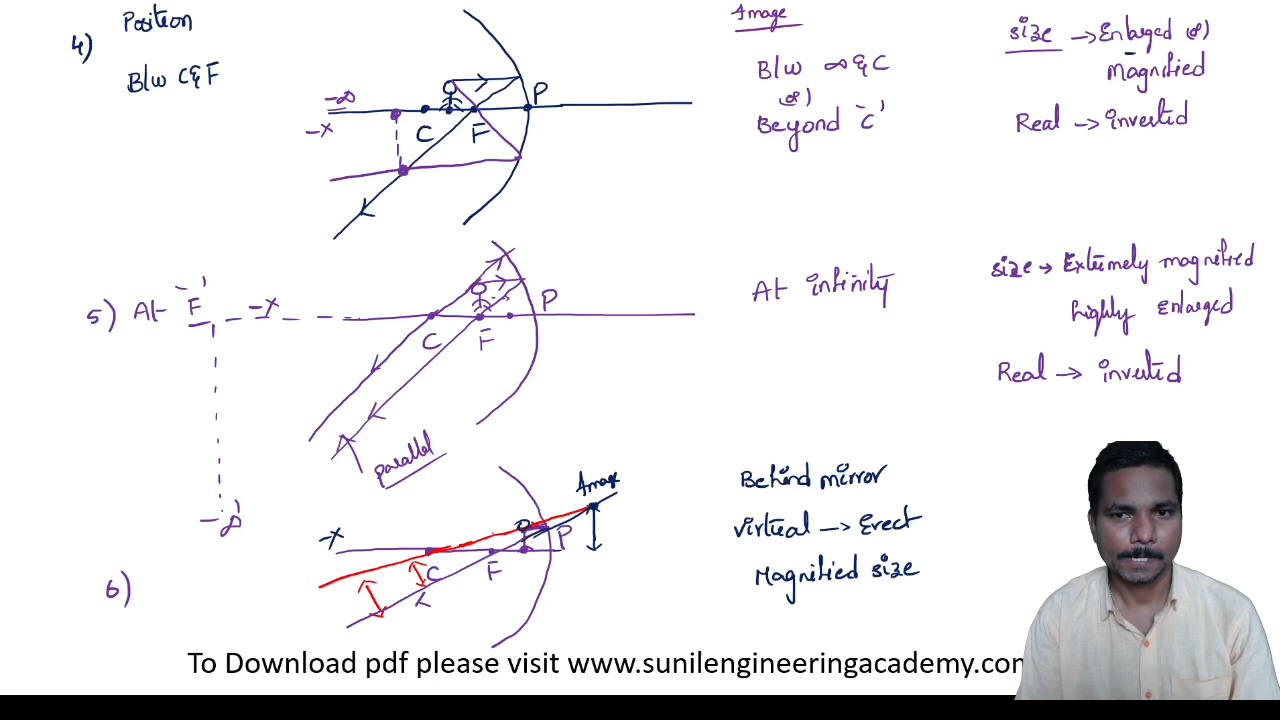 Position
Image
4)
size → Enlarged (or)
Magnified
B/w C & F
B/w ∞ & C
(or)
Beyond 'C'
Real → inverted
-∞
-x
C
F
P
5) At 'F'
-x
C
F
P
At infinity
size → Extremely magnified
highly enlarged
Real → inverted
parallel
-∞
6)
-x
C
F
P
Image
Behind mirror
Virtual → Erect
Magnified size
To Download pdf please visit www.sunilengineeringacademy.com